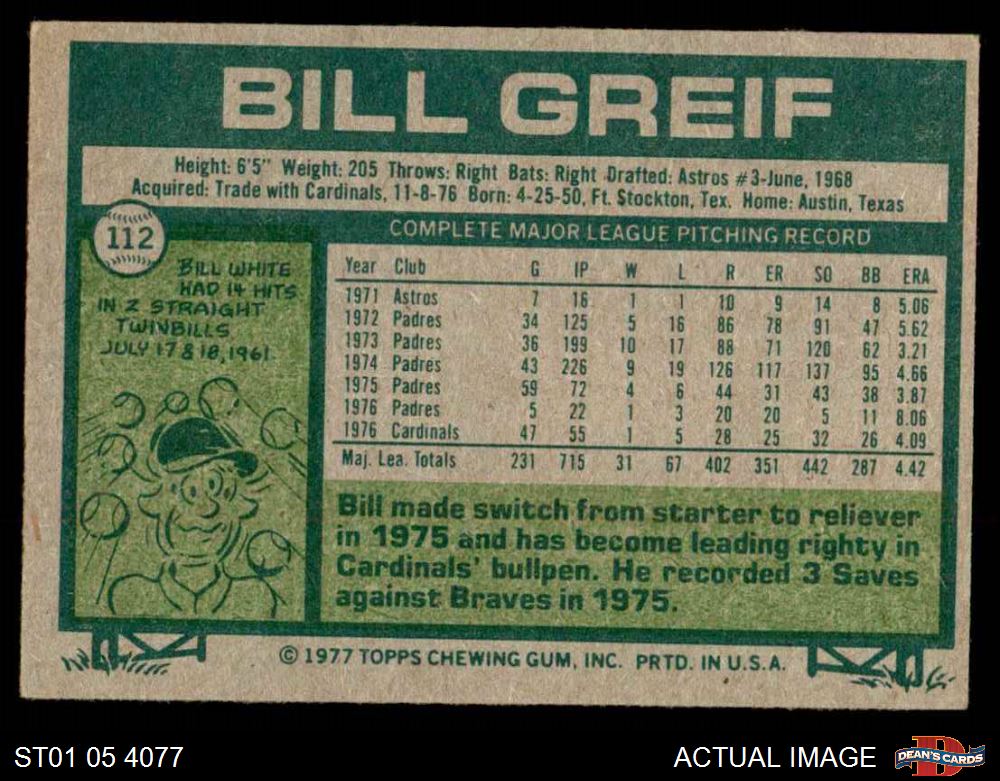 BILL GREIF
Height: 6'5" Weight: 205 Throws: Right Bats: Right Drafted: Astros #3-June, 1968
Acquired: Trade with Cardinals, 11-8-76 Born: 4-25-50, Ft. Stockton, Tex. Home: Austin, Texas
112
BILL WHITE
HAD 14 HITS
IN 2 STRAIGHT
TWINBILLS
JULY 17 & 18, 1961
COMPLETE MAJOR LEAGUE PITCHING RECORD
Year Club G IP W L R ER SO BB ERA
1971 Astros 7 16 1 1 10 9 14 8 5.06
1972 Padres 34 125 5 16 86 78 91 47 5.62
1973 Padres 36 199 10 17 88 71 120 62 3.21
1974 Padres 43 226 9 19 126 117 137 95 4.66
1975 Padres 59 72 4 6 44 31 43 38 3.87
1976 Padres 5 22 1 3 20 20 5 11 8.06
1976 Cardinals 47 55 1 5 28 25 32 26 4.09
Maj. Lea. Totals 231 715 31 67 402 351 442 287 4.42
Bill made switch from starter to reliever
in 1975 and has become leading righty in
Cardinals' bullpen. He recorded 3 Saves
against Braves in 1975.
© 1977 TOPPS CHEWING GUM, INC. PRTD. IN U.S.A.
ST01 05 4077
ACTUAL IMAGE
D
DEAN'S CARDS